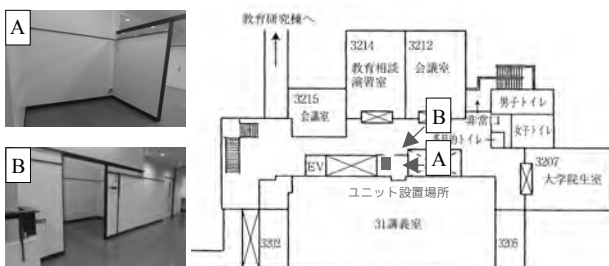 A
B
教育研究棟へ
3214
教育相談
演習室
3212
会議室
3215
会議室
非常
男子トイレ
女子トイレ
多目的トイレ
B
A
EV
ユニット設置場所
3207
大学院生室
31講義室
3202
3205